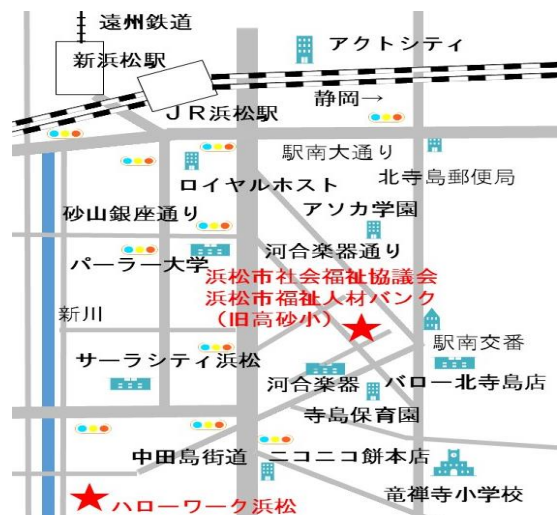 遠州鉄道
新浜松駅
アクトシティ
静岡→
JR浜松駅
駅南大通り
ロイヤルホスト
北寺島郵便局
砂山銀座通り
アソカ学園
河合楽器通り
パーラー大学
浜松市社会福祉協議会
浜松市福祉人材バンク
(旧高砂小)
新川
駅南交番
サーラシティ浜松
河合楽器
バロー北寺島店
寺島保育園
中田島街道
ニコニコ餅本店
竜禅寺小学校
ハローワーク浜松